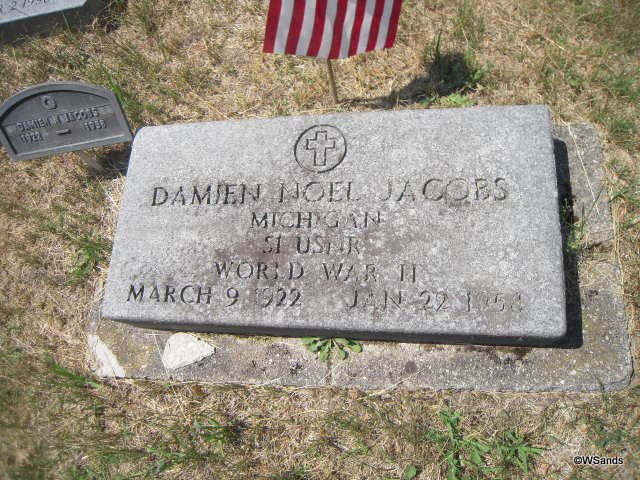 DAMIEN N JACOBS
1922 - 1958
DAMIEN NOEL JACOBS
MICHIGAN
S1 USNR
WORLD WAR II
MARCH 9 1922 JAN 22 1958
©WSands